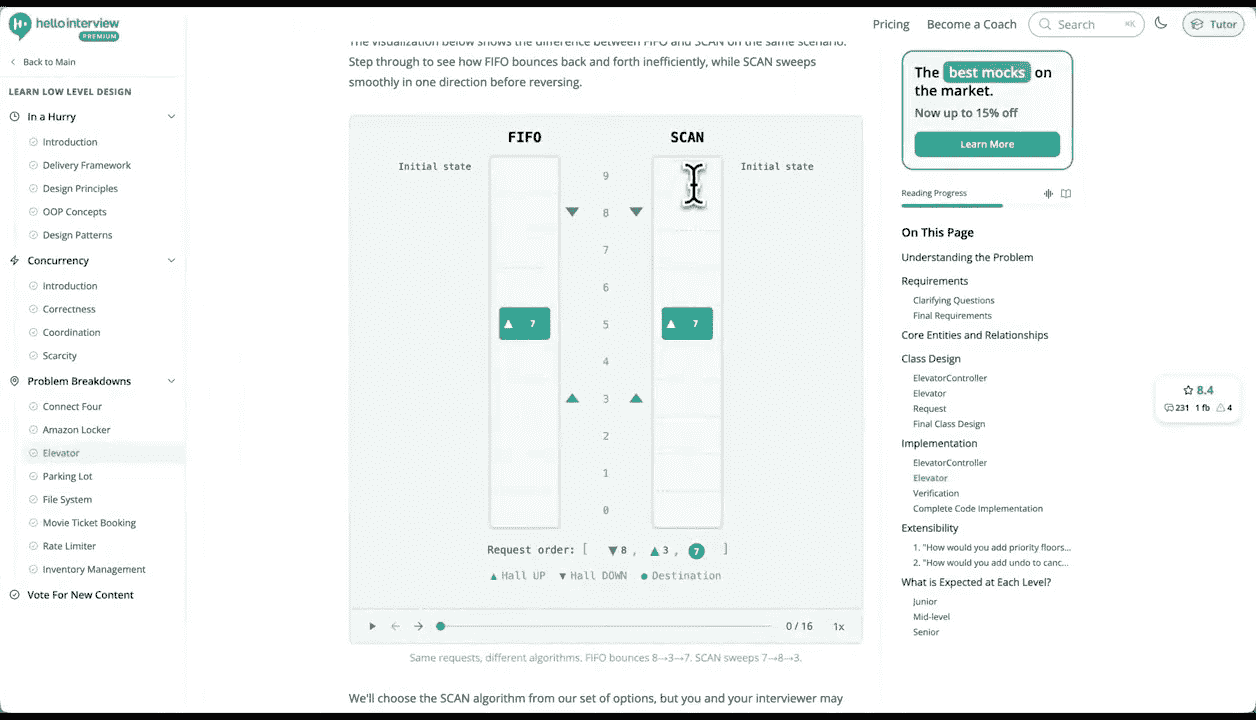 hellointerview
PREMIUM
Pricing
Become a Coach
Search
⌘K
Tutor
Back to Main
LEARN LOW LEVEL DESIGN
In a Hurry
Introduction
Delivery Framework
Design Principles
OOP Concepts
Design Patterns
Concurrency
Introduction
Correctness
Coordination
Scarcity
Problem Breakdowns
Connect Four
Amazon Locker
Elevator
Parking Lot
File System
Movie Ticket Booking
Rate Limiter
Inventory Management
Vote For New Content
The visualization below shows the difference between FIFO and SCAN on the same scenario.
Step through to see how FIFO bounces back and forth inefficiently, while SCAN sweeps
smoothly in one direction before reversing.
FIFO
SCAN
Initial state
Initial state
9
▼ 8 ▼
7
6
▲ 7 5 ▲ 7
4
▲ 3 ▲
2
1
0
Request order: [ ▼8 , ▲3 , 7 ]
▲ Hall UP ▼ Hall DOWN ● Destination
0 / 16 1x
Same requests, different algorithms. FIFO bounces 8→3→7. SCAN sweeps 7→8→3.
We'll choose the SCAN algorithm from our set of options, but you and your interviewer may
The best mocks on
the market.
Now up to 15% off
Learn More
Reading Progress
On This Page
Understanding the Problem
Requirements
Clarifying Questions
Final Requirements
Core Entities and Relationships
Class Design
ElevatorController
Elevator
Request
Final Class Design
Implementation
ElevatorController
Elevator
Verification
Complete Code Implementation
Extensibility
1. "How would you add priority floors...
2. "How would you add undo to canc...
What is Expected at Each Level?
Junior
Mid-level
Senior
8.4
231 1 fb 4